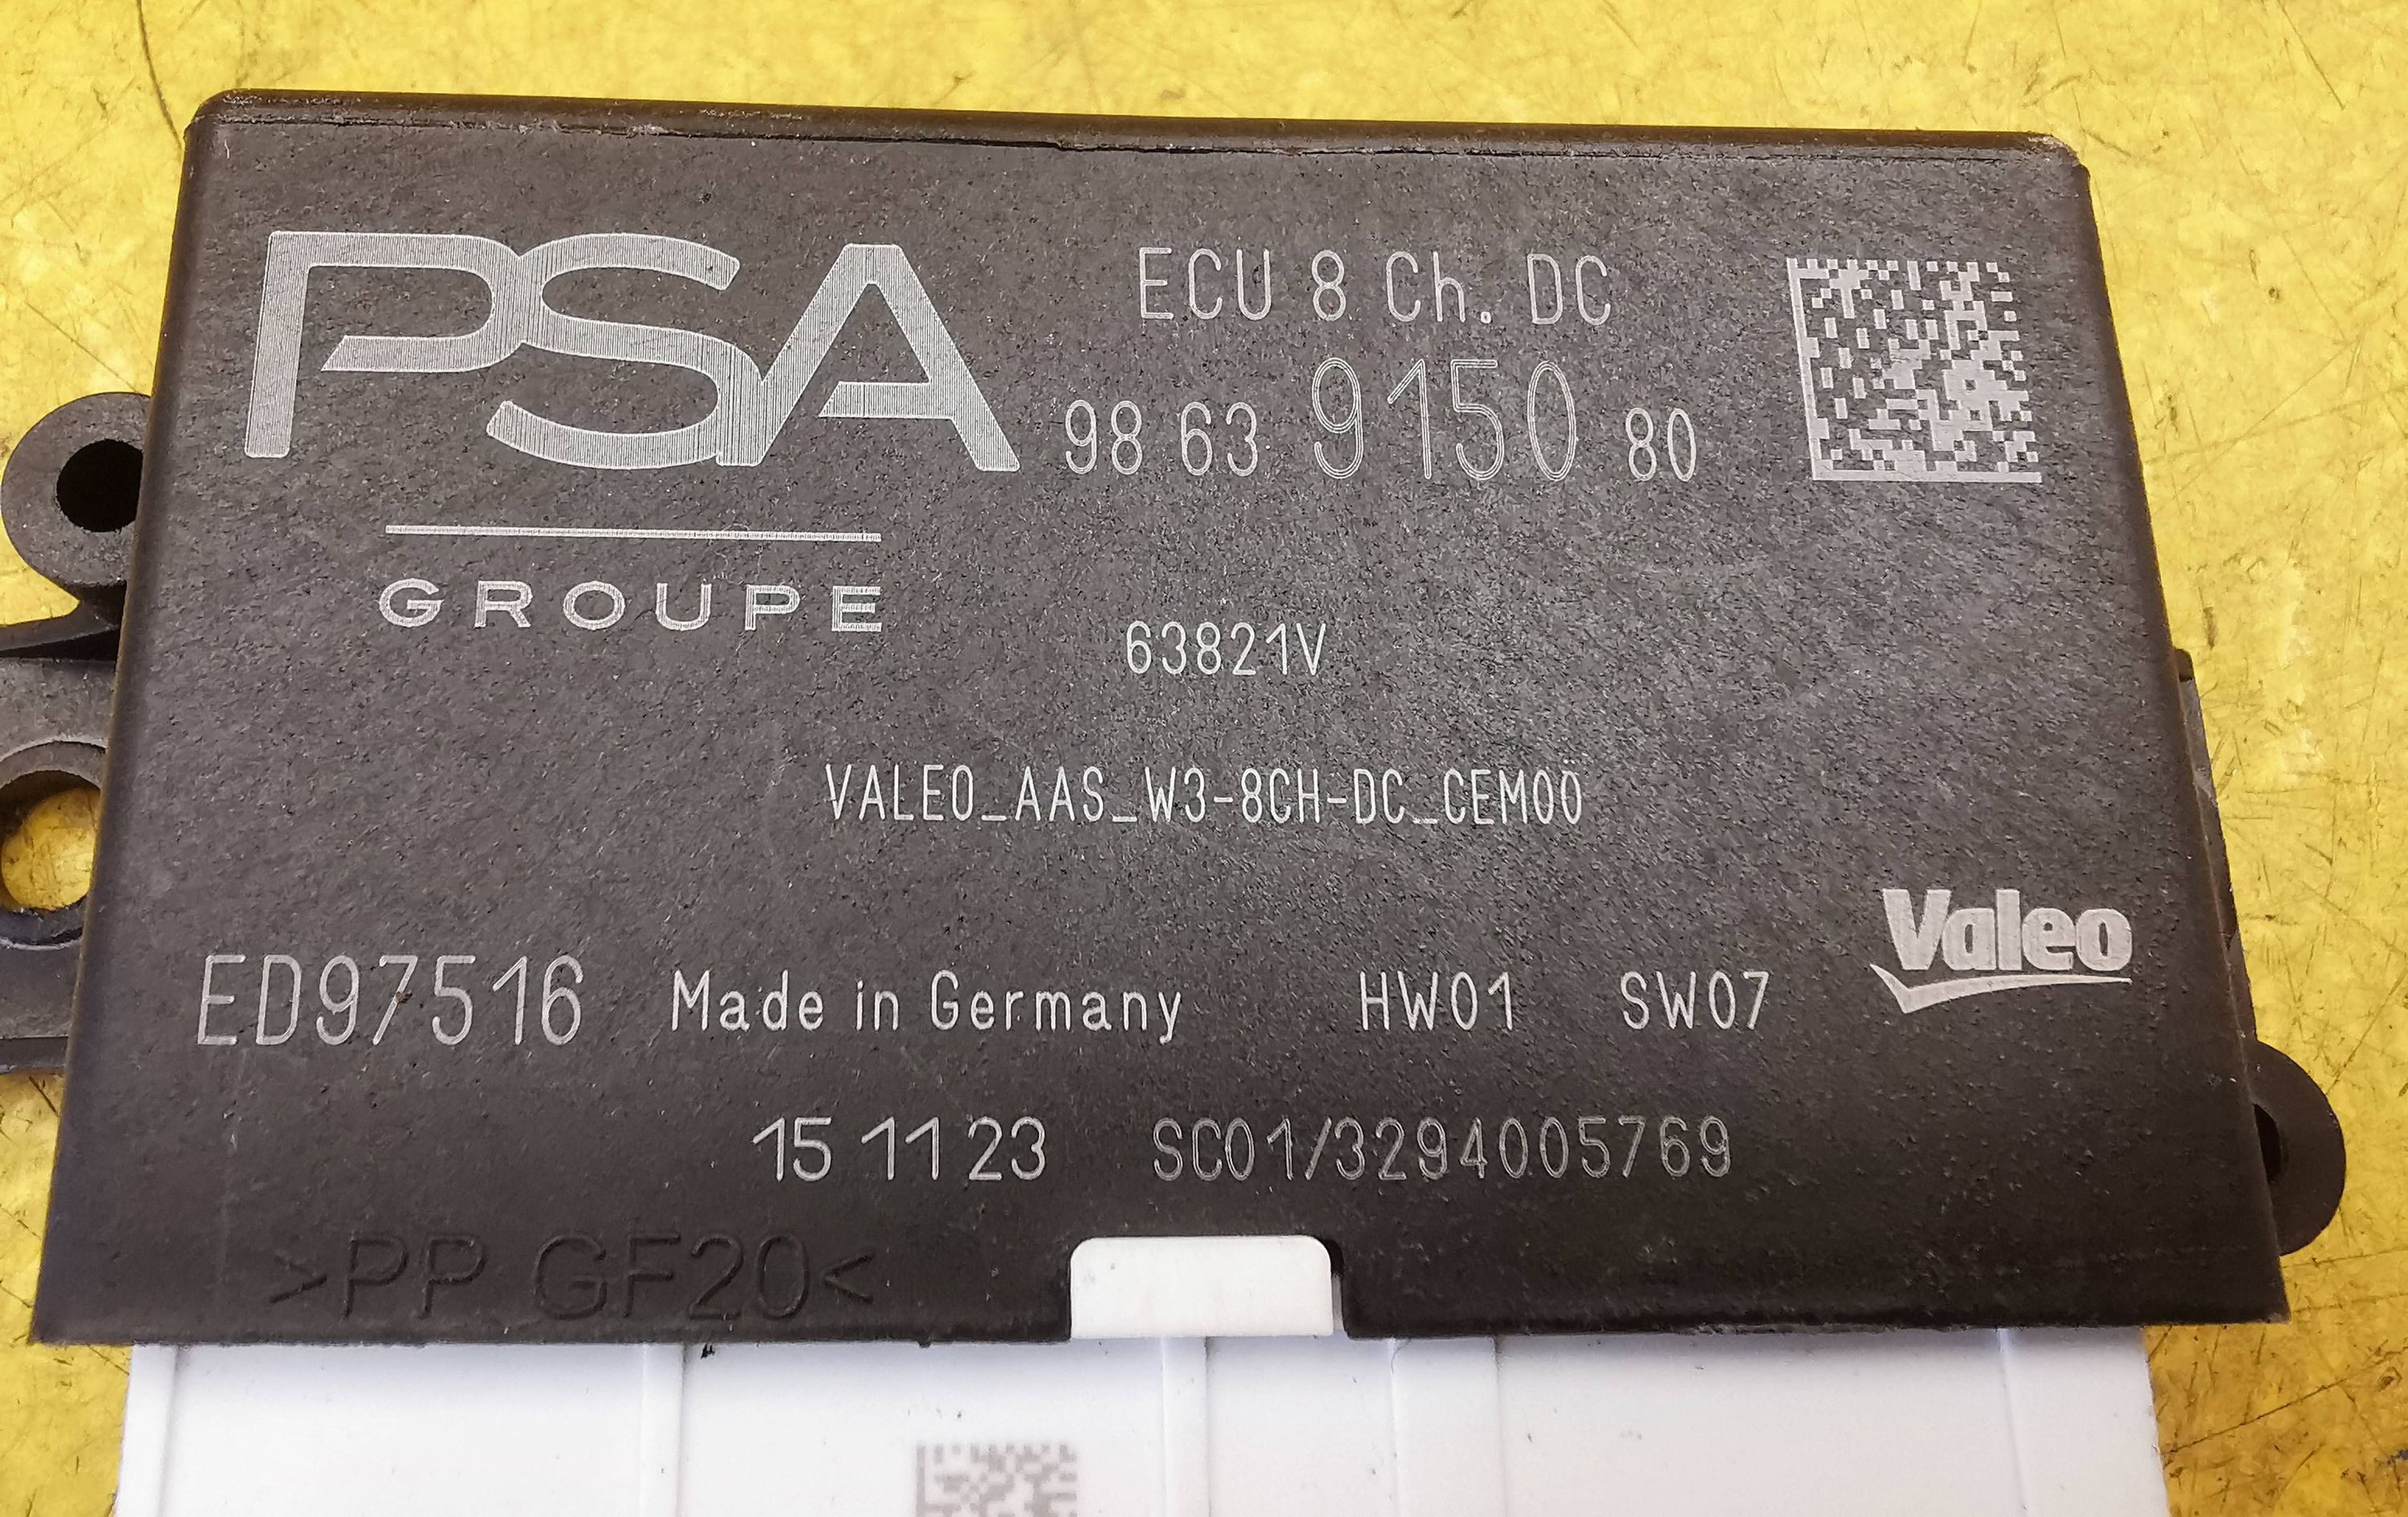 PSA
GROUPE
ECU 8 Ch. DC
98 63 9150 80
63821V
VALEO_AAS_W3-8CH-DC_CEM00
ED97516 Made in Germany HW01 SW07 Valeo
15 11 23 SC01/3294005769
>PP GF20<